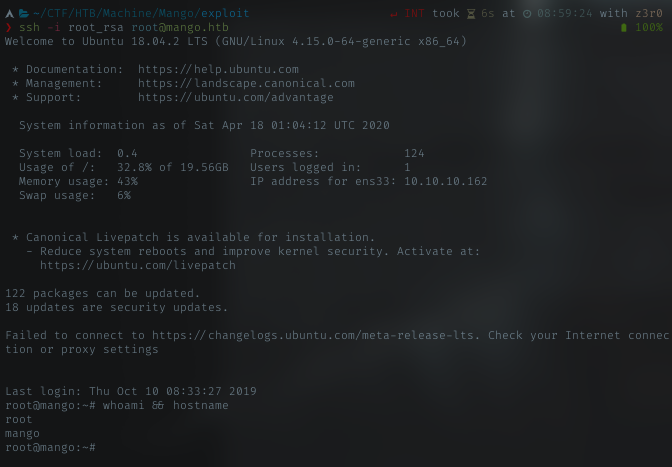 ~/CTF/HTB/Machine/Mango/exploit INT took 6s at 08:59:24 with z3r0
❯ ssh -i root_rsa root@mango.htb 100%
Welcome to Ubuntu 18.04.2 LTS (GNU/Linux 4.15.0-64-generic x86_64)
* Documentation: https://help.ubuntu.com
* Management: https://landscape.canonical.com
* Support: https://ubuntu.com/advantage
System information as of Sat Apr 18 01:04:12 UTC 2020
System load: 0.4 Processes: 124
Usage of /: 32.8% of 19.56GB Users logged in: 1
Memory usage: 43% IP address for ens33: 10.10.10.162
Swap usage: 6%
* Canonical Livepatch is available for installation.
- Reduce system reboots and improve kernel security. Activate at:
https://ubuntu.com/livepatch
122 packages can be updated.
18 updates are security updates.
Failed to connect to https://changelogs.ubuntu.com/meta-release-lts. Check your Internet connec
tion or proxy settings
Last login: Thu Oct 10 08:33:27 2019
root@mango:~# whoami && hostname
root
mango
root@mango:~#